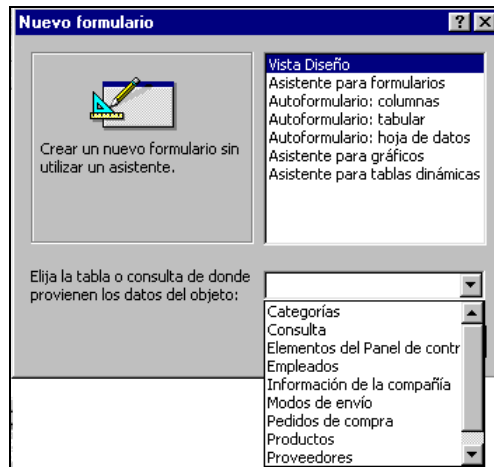 Nuevo formulario
Crear un nuevo formulario sin
utilizar un asistente.
Vista Diseño
Asistente para formularios
Autoformulario: columnas
Autoformulario: tabular
Autoformulario: hoja de datos
Asistente para gráficos
Asistente para tablas dinámicas
Elija la tabla o consulta de donde
provienen los datos del objeto:
Categorías
Consulta
Elementos del Panel de contr
Empleados
Información de la compañía
Modos de envío
Pedidos de compra
Productos
Proveedores